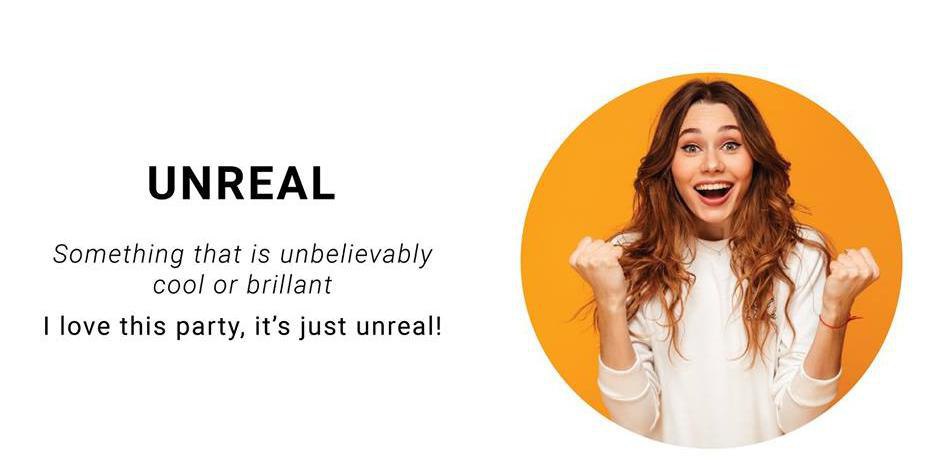 UNREAL
Something that is unbelievably
cool or brillant
I love this party, it's just unreal!